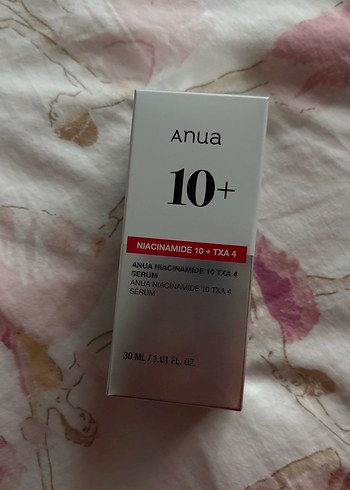 Anua
10+
NIACINAMIDE 10 + TXA 4
ANUA NIACINAMIDE 10 TXA 4
SERUM
ANUA NIACINAMIDE 10 TXA 4
SÉRUM
30 ML / 1.01 FL. OZ.